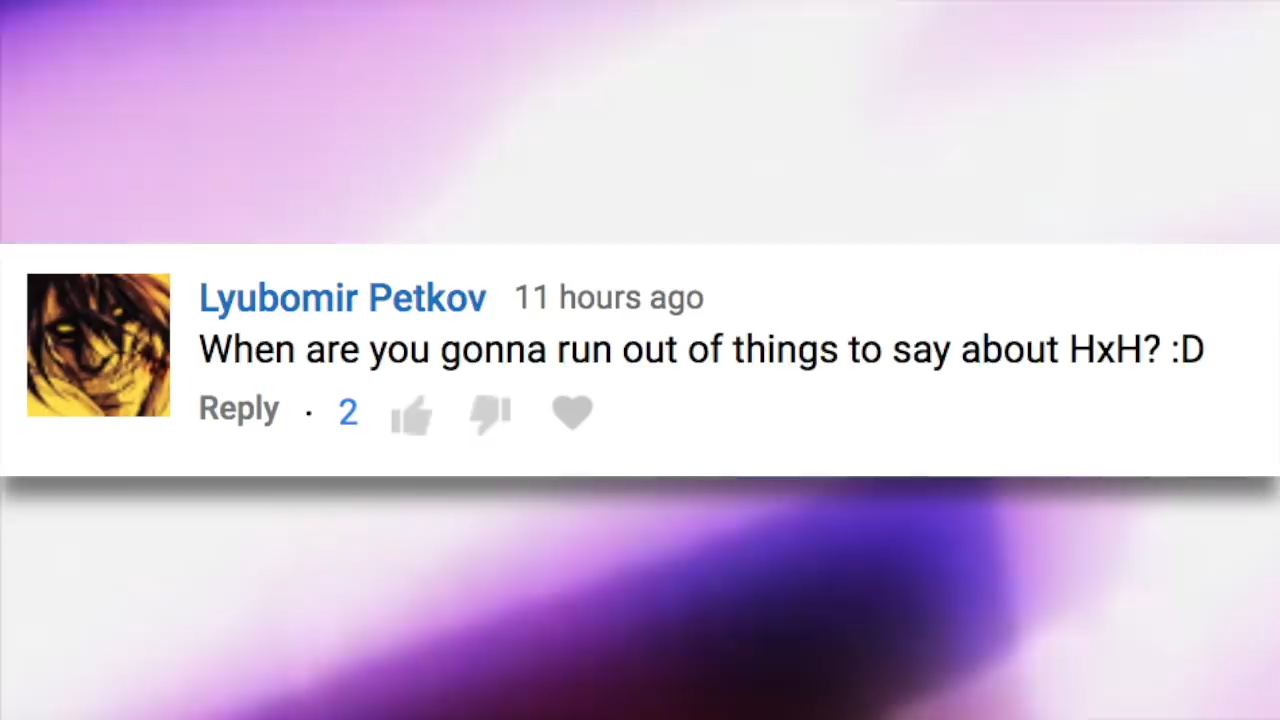 Lyubomir Petkov 11 hours ago
When are you gonna run out of things to say about HxH? :D
Reply · 2